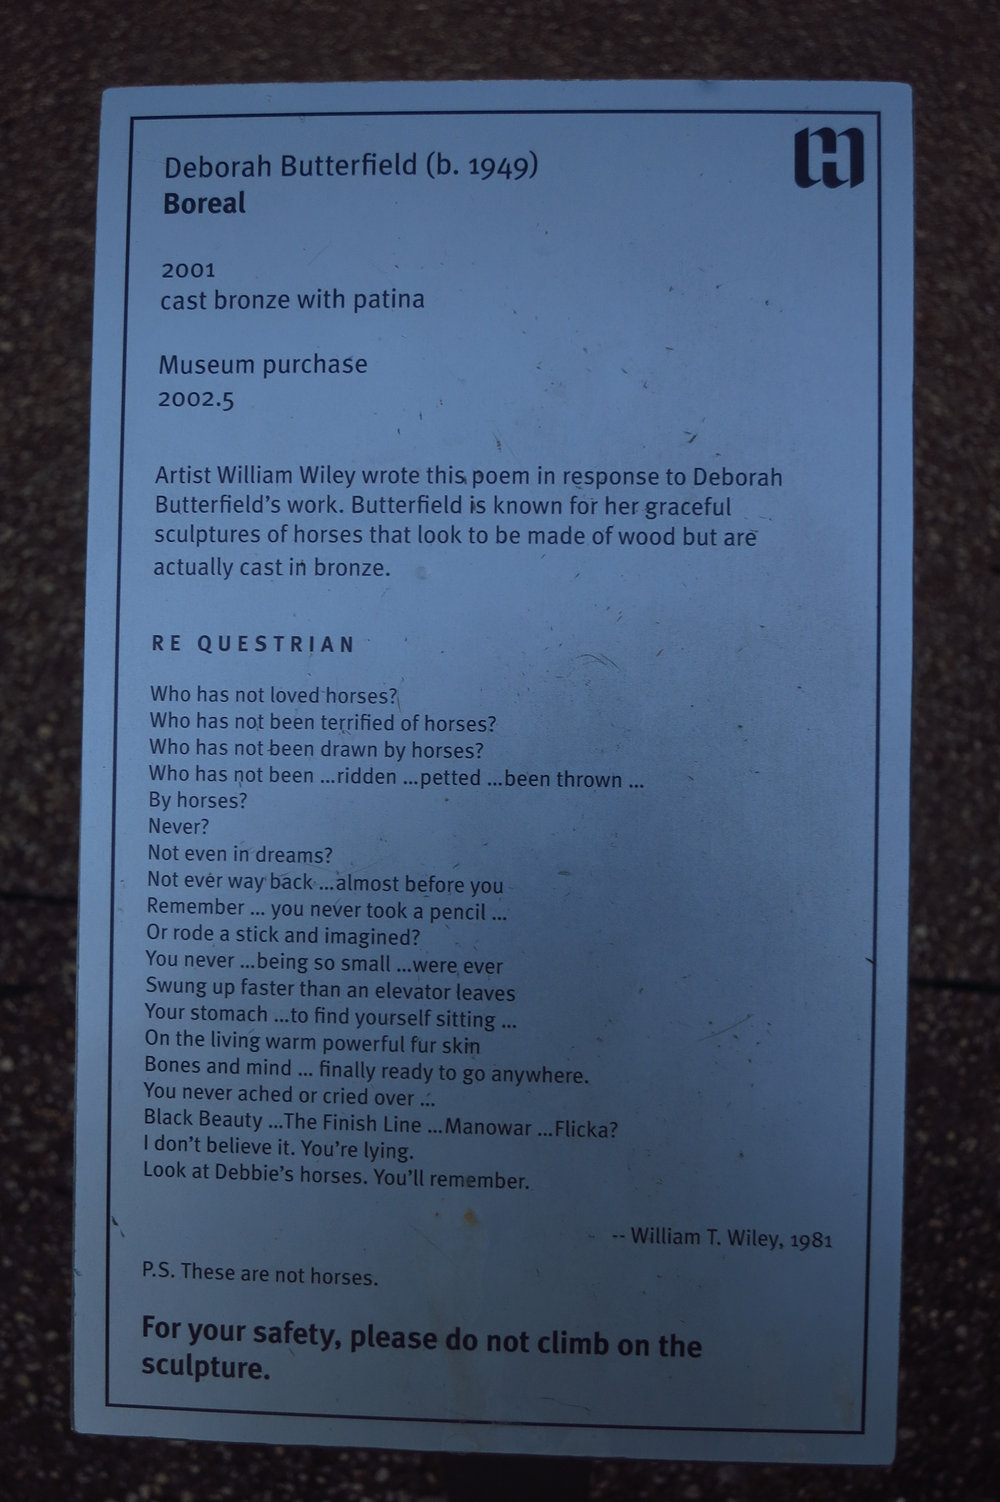 Deborah Butterfield (b. 1949)
Boreal
2001
cast bronze with patina
Museum purchase
2002.5
Artist William Wiley wrote this poem in response to Deborah
Butterfield's work. Butterfield is known for her graceful
sculptures of horses that look to be made of wood but are
actually cast in bronze.
RE QUESTRIAN
Who has not loved horses?
Who has not been terrified of horses?
Who has not been drawn by horses?
Who has not been ...ridden ...petted ...been thrown ...
By horses?
Never?
Not even in dreams?
Not ever way back ...almost before you
Remember ... you never took a pencil ...
Or rode a stick and imagined?
You never ...being so small ...were ever
Swung up faster than an elevator leaves
Your stomach ...to find yourself sitting ...
On the living warm powerful fur skin
Bones and mind ... finally ready to go anywhere.
You never ached or cried over ...
Black Beauty ...The Finish Line ...Manowar ...Flicka?
I don't believe it. You're lying.
Look at Debbie's horses. You'll remember.
-- William T. Wiley, 1981
P.S. These are not horses.
For your safety, please do not climb on the
sculpture.